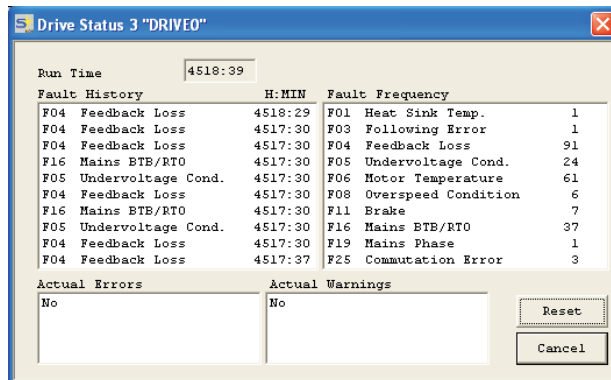 Drive Status 3 "DRIVE0"
Run Time 4518:39
Fault History H:MIN Fault Frequency
F04 Feedback Loss 4518:29 F01 Heat Sink Temp. 1
F04 Feedback Loss 4517:30 F03 Following Error 1
F16 Mains BTB/RTO 4517:30 F04 Feedback Loss 91
F05 Undervoltage Cond. 4517:30 F05 Undervoltage Cond. 24
F04 Feedback Loss 4517:30 F06 Motor Temperature 61
F04 Feedback Loss 4517:30 F08 Overspeed Condition 6
F16 Mains BTB/RTO 4517:30 F11 Brake 7
F05 Undervoltage Cond. 4517:30 F16 Mains BTB/RTO 37
F04 Feedback Loss 4517:30 F19 Mains Phase 1
F04 Feedback Loss 4517:37 F25 Commutation Error 3
Actual Errors Actual Warnings
No No
Reset
Cancel